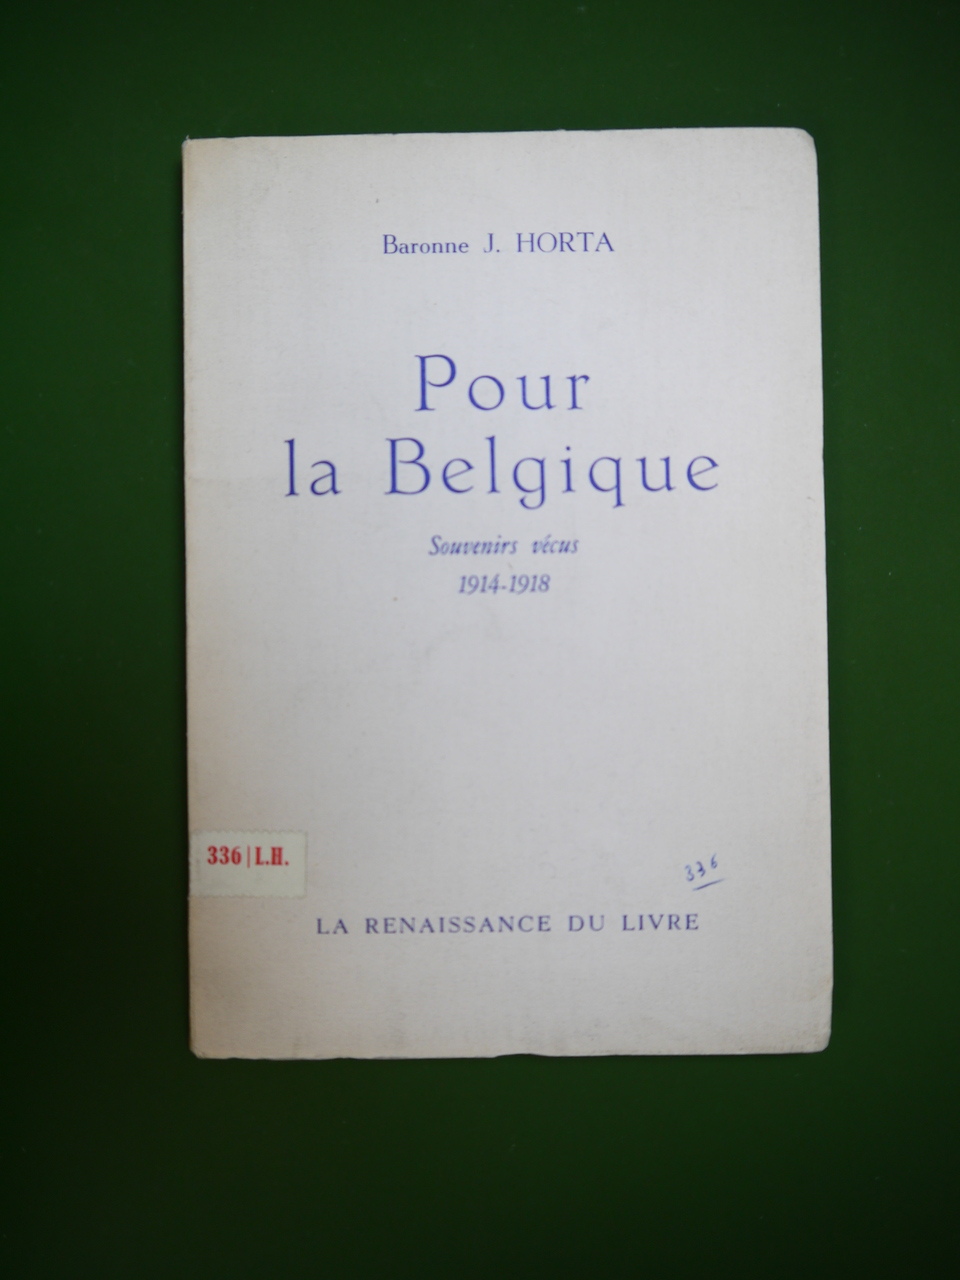 Baronne J. HORTA
Pour
la Belgique
Souvenirs vécus
1914-1918
336|L.H.
336
LA RENAISSANCE DU LIVRE